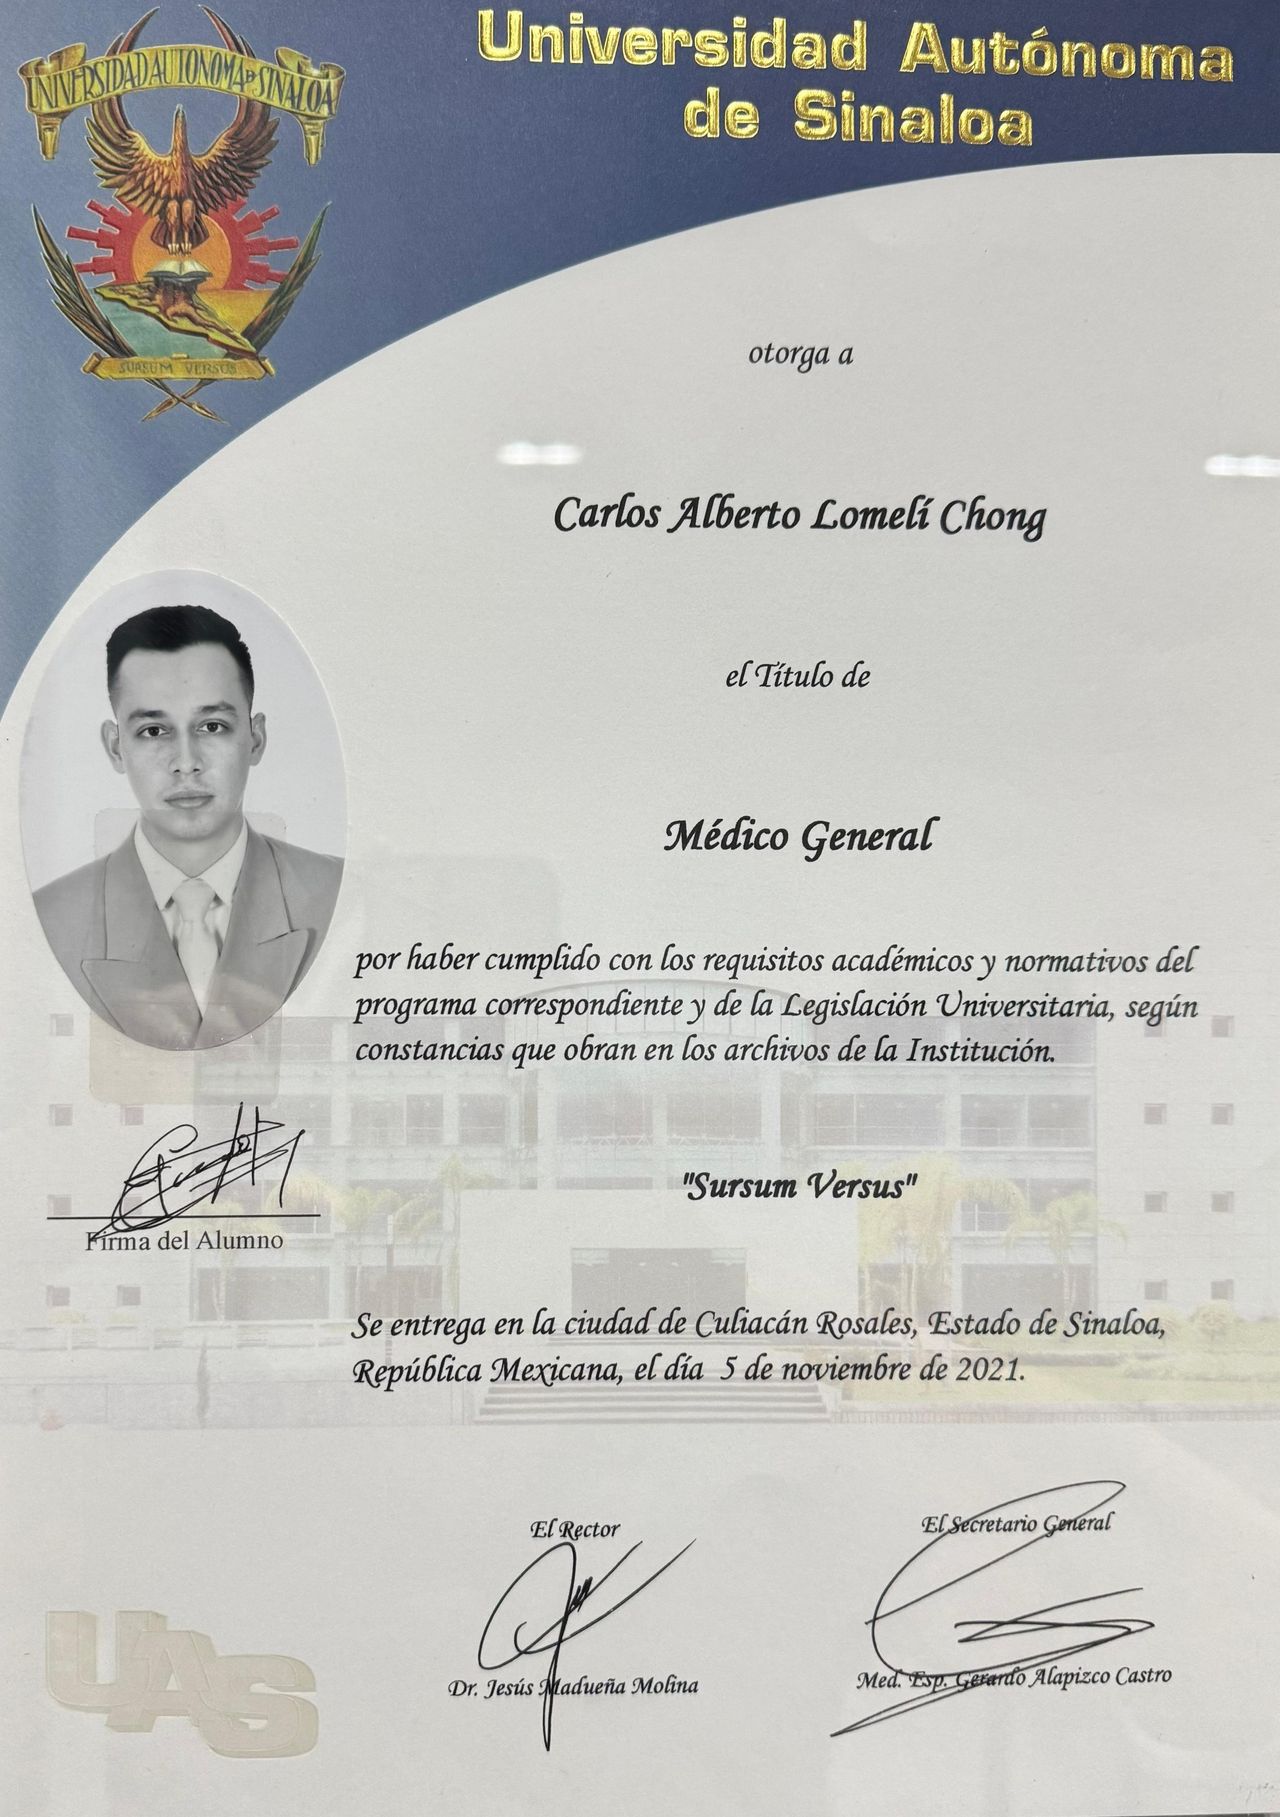 Universidad Autónoma
de Sinaloa
UNIVERSIDAD AUTONOMA DE SINALOA
SURSUM VERSUS
otorga a
Carlos Alberto Lomelí Chong
el Título de
Médico General
por haber cumplido con los requisitos académicos y normativos del
programa correspondiente y de la Legislación Universitaria, según
constancias que obran en los archivos de la Institución.
Firma del Alumno
"Sursum Versus"
Se entrega en la ciudad de Culiacán Rosales, Estado de Sinaloa,
República Mexicana, el día 5 de noviembre de 2021.
El Rector
El Secretario General
Dr. Jesús Madueña Molina
Med. Esp. Gerardo Alapizco Castro
UAS